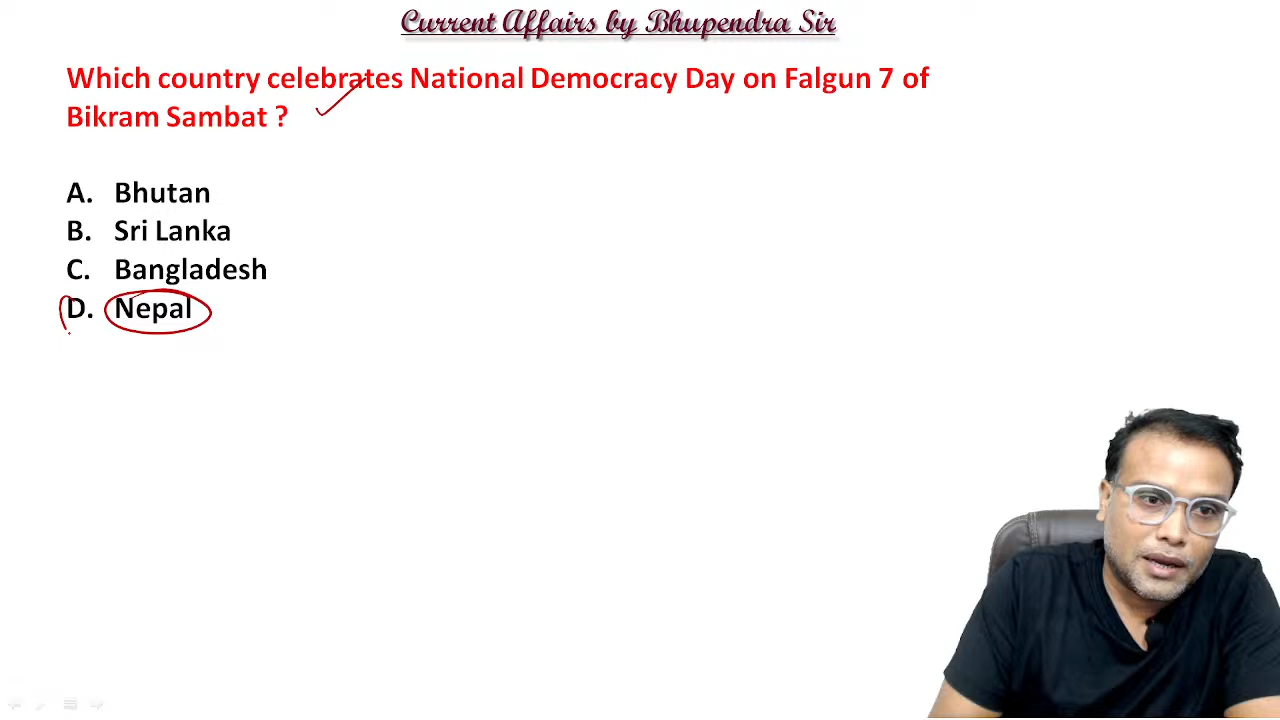 Current Affairs by Bhupendra Sir
Which country celebrates National Democracy Day on Falgun 7 of
Bikram Sambat ?
A. Bhutan
B. Sri Lanka
C. Bangladesh
D. Nepal